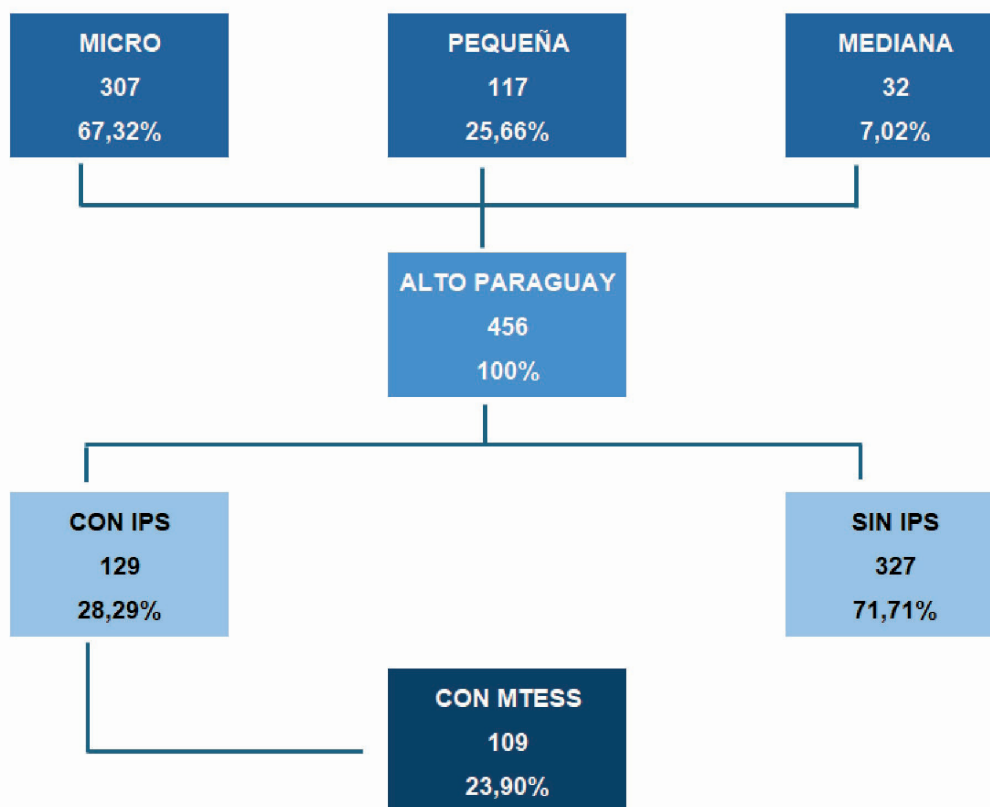 MICRO
307
67,32%
PEQUEÑA
117
25,66%
MEDIANA
32
7,02%
ALTO PARAGUAY
456
100%
CON IPS
129
28,29%
SIN IPS
327
71,71%
CON MTESS
109
23,90%